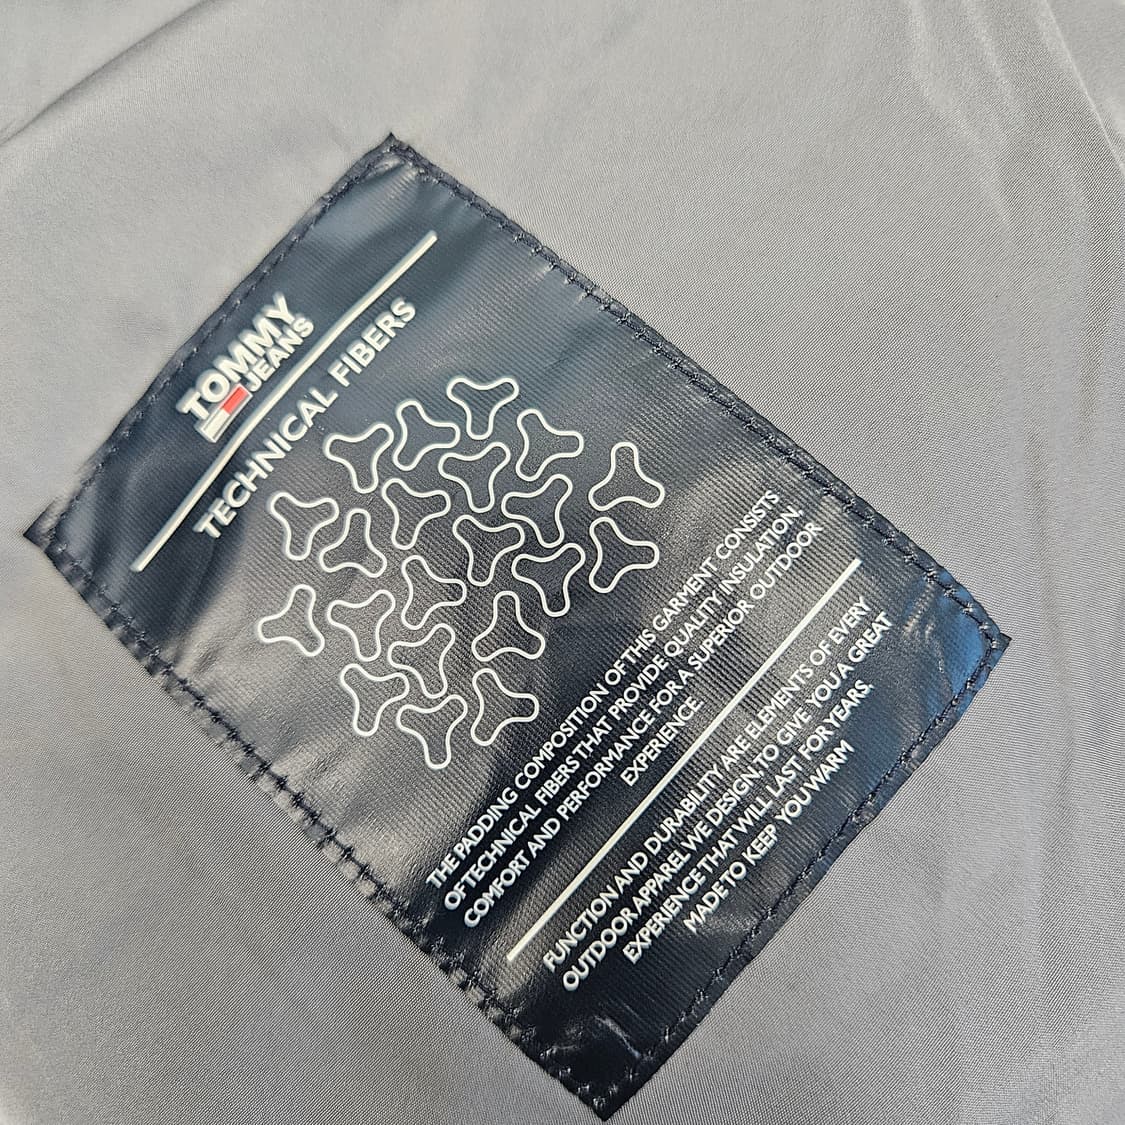 TOMMY
JEANS
TECHNICAL FIBERS
THE PADDING COMPOSITION OF THIS GARMENT CONSISTS
OF TECHNICAL FIBERS THAT PROVIDE QUALITY INSULATION,
COMFORT AND PERFORMANCE FOR A SUPERIOR OUTDOOR
EXPERIENCE
FUNCTION AND DURABILITY ARE ELEMENTS OF EVERY
OUTDOOR APPAREL WE DESIGN, TO GIVE YOU A GREAT
EXPERIENCE THAT WILL LAST FOR YEARS.
MADE TO KEEP YOU WARM